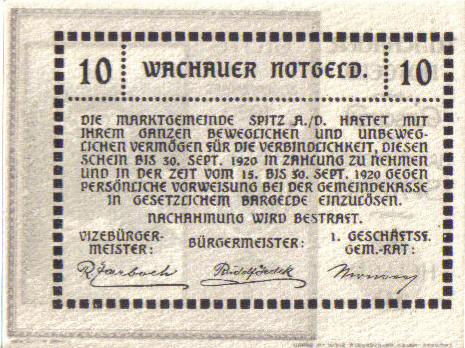 10 WACHAUER NOTGELD. 10
DIE MARKTGEMEINDE SPITZ A./D. HAFTET MIT
IHREM GANZEN BEWEGLICHEN UND UNBEWEG-
LICHEN VERMÖGEN FÜR DIE VERBINDLICHKEIT, DIESEN
SCHEIN BIS 30. SEPT. 1920 IN ZAHLUNG ZU NEHMEN
UND IN DER ZEIT VOM 15. BIS 30. SEPT. 1920 GEGEN
PERSÖNLICHE VORWEISUNG BEI DER GEMEINDEKASSE
IN GESETZLICHEM BARGELDE EINZULÖSEN.
NACHAHMUNG WIRD BESTRAFT.
VIZEBÜRGER-
MEISTER:
BÜRGERMEISTER:
1. GESCHÄFTSF.
GEM.-RAT: